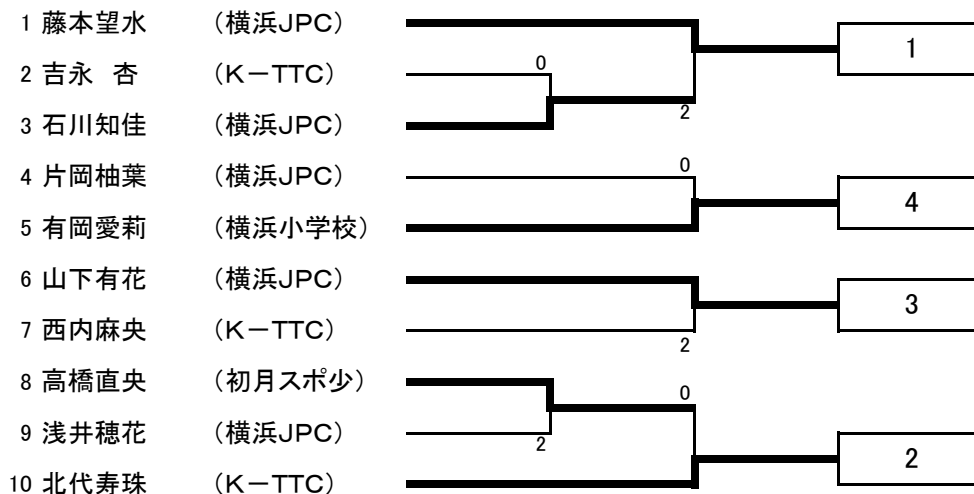 1 藤本望水 （横浜JPC）
1
2 吉永　杏 （K－TTC）
0
3 石川知佳 （横浜JPC）
2
4 片岡柚葉 （横浜JPC）
0
4
5 有岡愛莉 （横浜小学校）
6 山下有花 （横浜JPC）
3
7 西内麻央 （K－TTC）
2
8 高橋直央 （初月スポ少）
0
9 浅井穂花 （横浜JPC）
2
2
10 北代寿珠 （K－TTC）